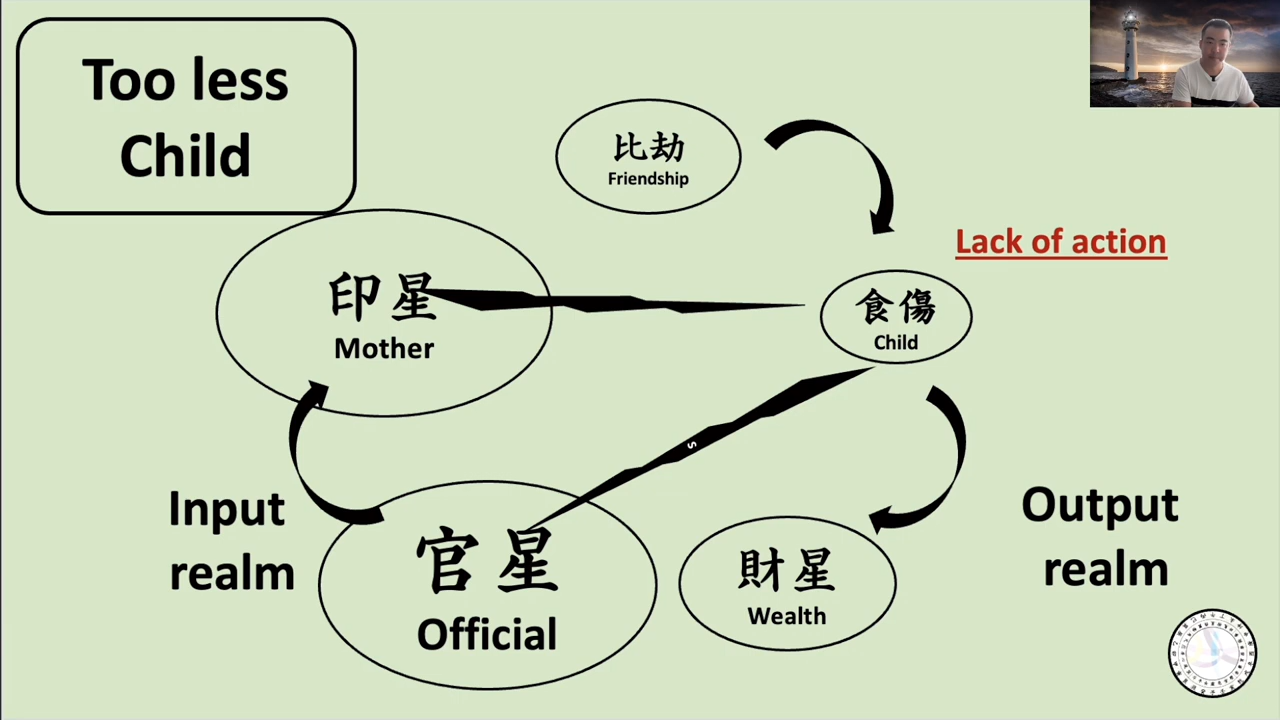 Too less
Child
比劫
Friendship
Lack of action
印星
Mother
食傷
Child
s
Input
realm
Output
realm
官星
Official
財星
Wealth